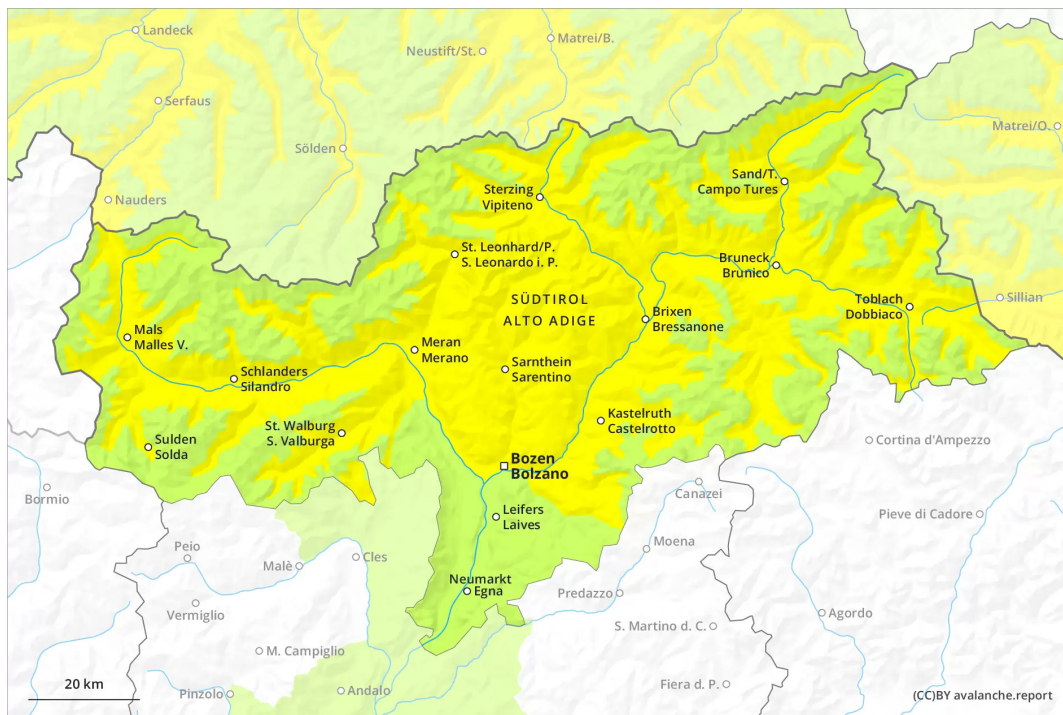 Landeck
Matrei/B.
Neustift/St.
Serfaus
Matrei/O.
Sölden
Sand/T.
Campo Tures
Sterzing
Vipiteno
Nauders
St. Leonhard/P.
S. Leonardo i. P.
Bruneck
Brunico
SÜDTIROL
ALTO ADIGE
Toblach
Dobbiaco
Sillian
Brixen
Bressanone
Mals
Malles V.
Meran
Merano
Sarnthein
Sarentino
Schlanders
Silandro
Kastelruth
Castelrotto
St. Walburg
S. Valburga
Sulden
Solda
Cortina d'Ampezzo
Bozen
Bolzano
Bormio
Canazei
Leifers
Laives
Pieve di Cadore
Moena
Peio
Cles
Malè
Neumarkt
Egna
Predazzo
Vermiglio
Agordo
S. Martino d. C.
M. Campiglio
20 km
Pinzolo
Andalo
Fiera d. P.
(CC)BY avalanche.report